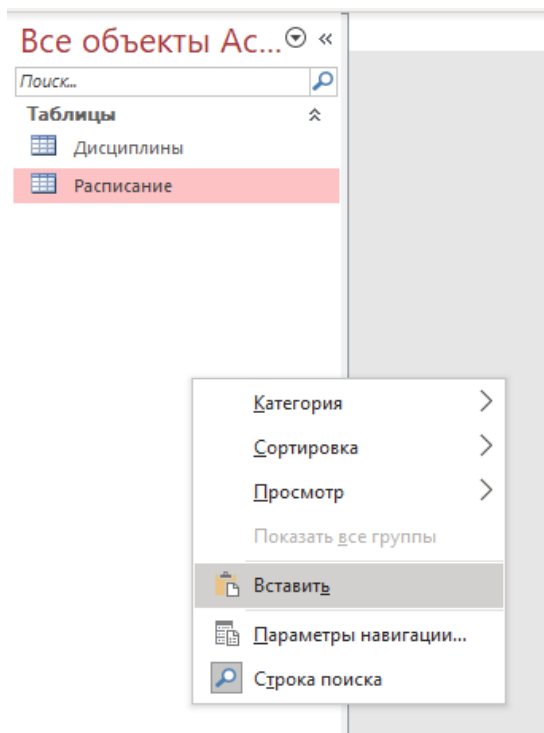 Все объекты Ac...
Поиск...
Таблицы
Дисциплины
Расписание
Категория
Сортировка
Просмотр
Показать все группы
Вставить
Параметры навигации...
Строка поиска